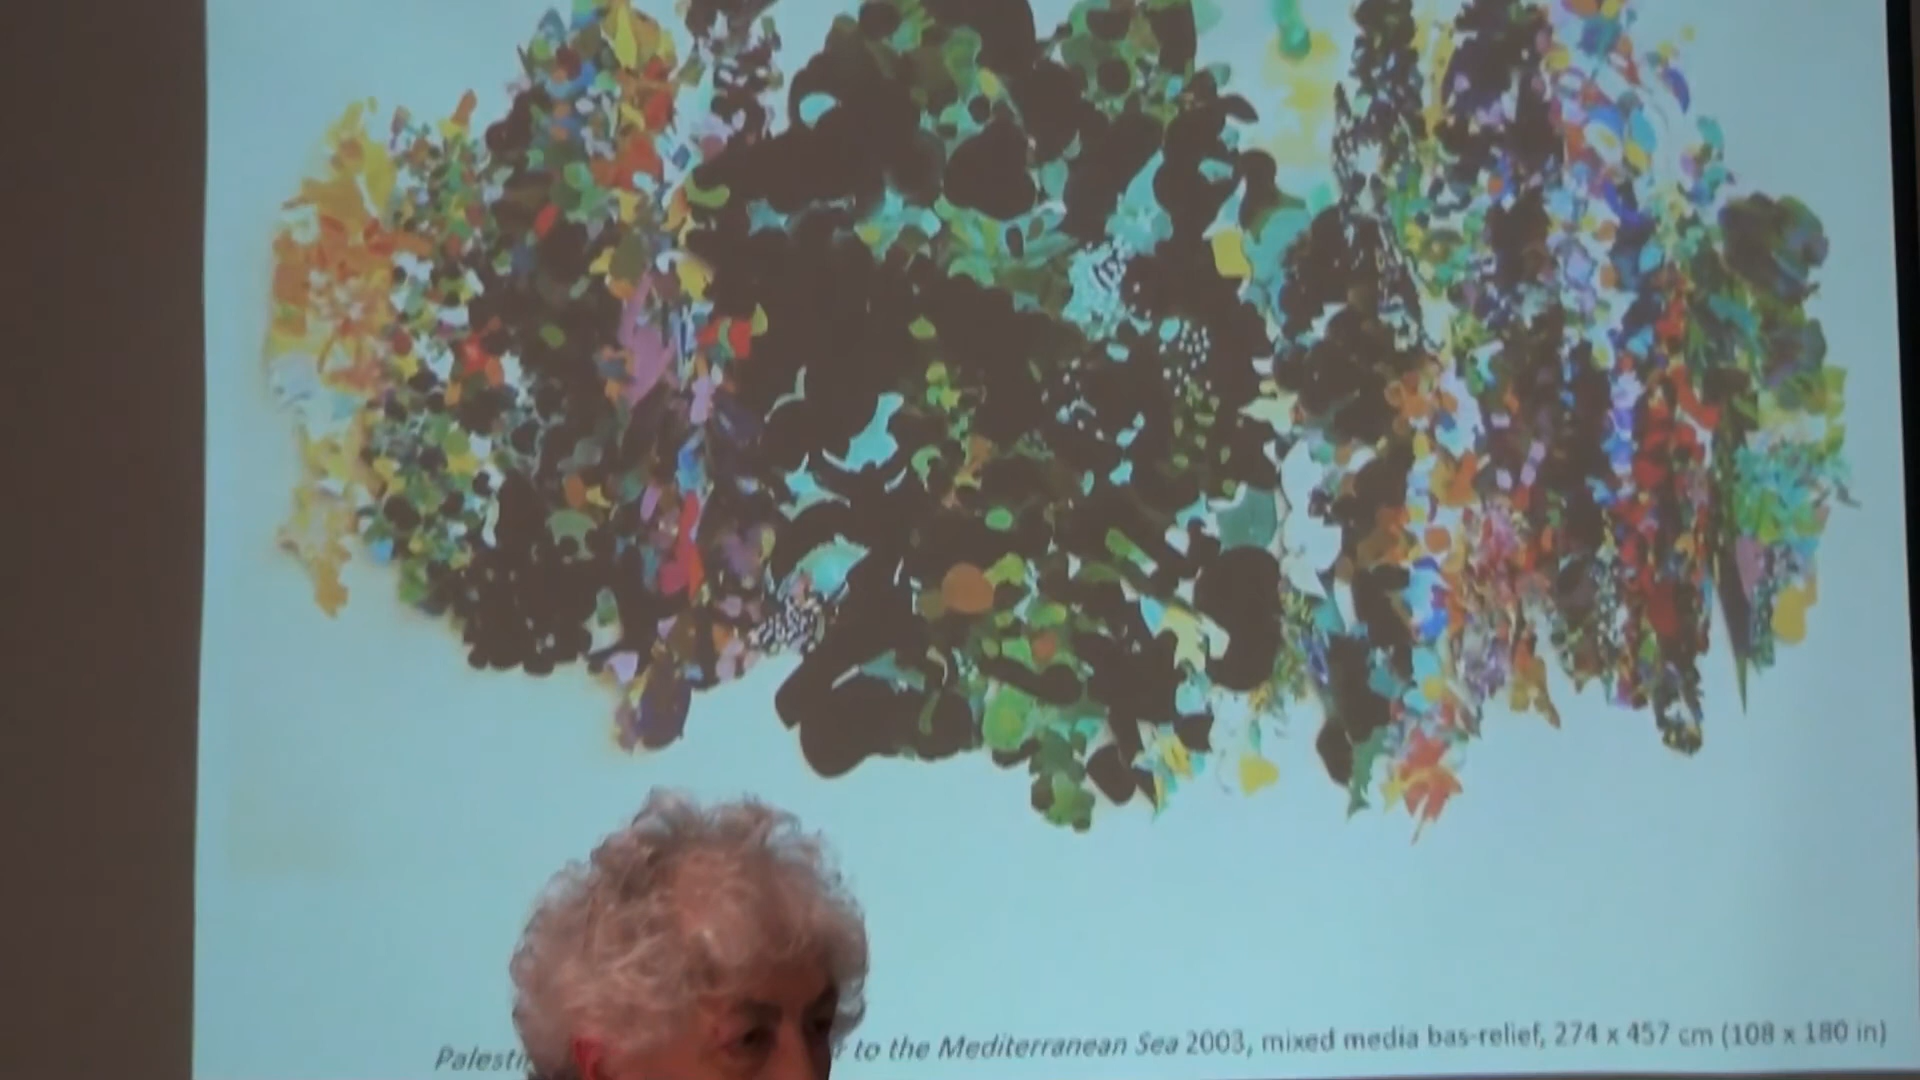 Palesti to the Mediterranean Sea 2003, mixed media bas-relief, 274 x 457 cm (108 x 180 in)